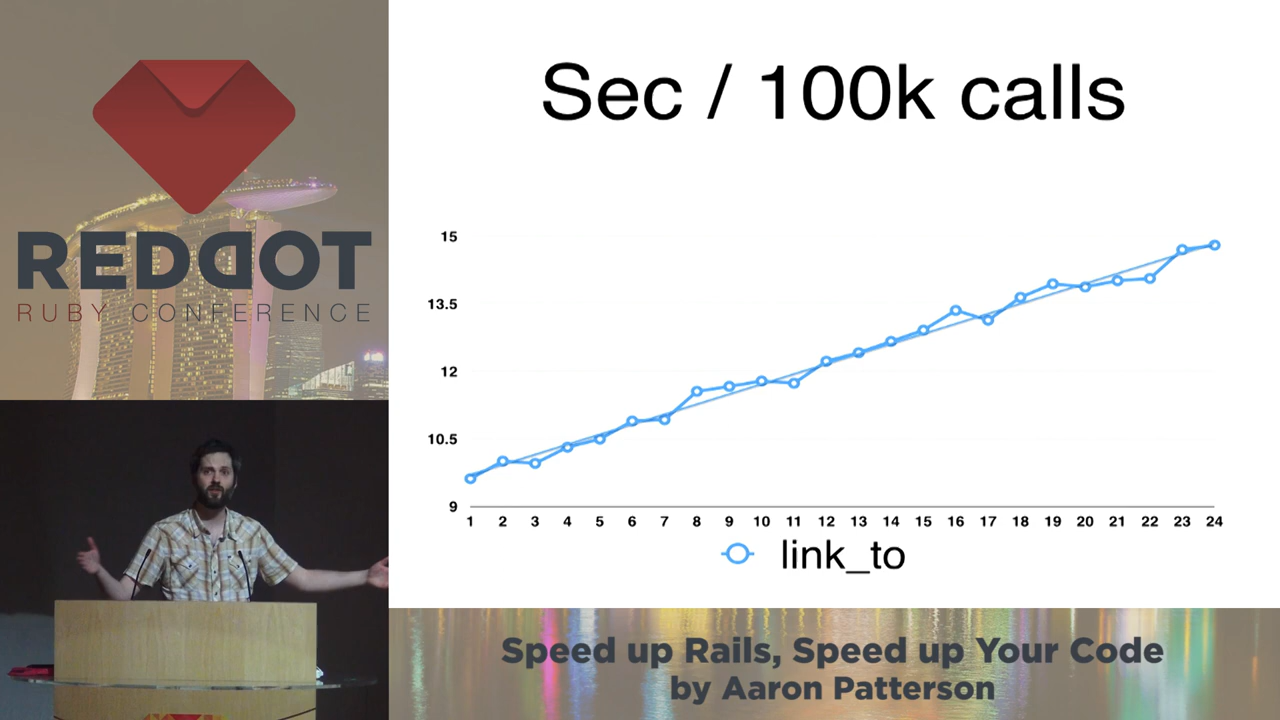 REDDOT
RUBY CONFERENCE
Sec / 100k calls
15
13.5
12
10.5
9
1 2 3 4 5 6 7 8 9 10 11 12 13 14 15 16 17 18 19 20 21 22 23 24
link_to
Speed up Rails, Speed up Your Code
by Aaron Patterson